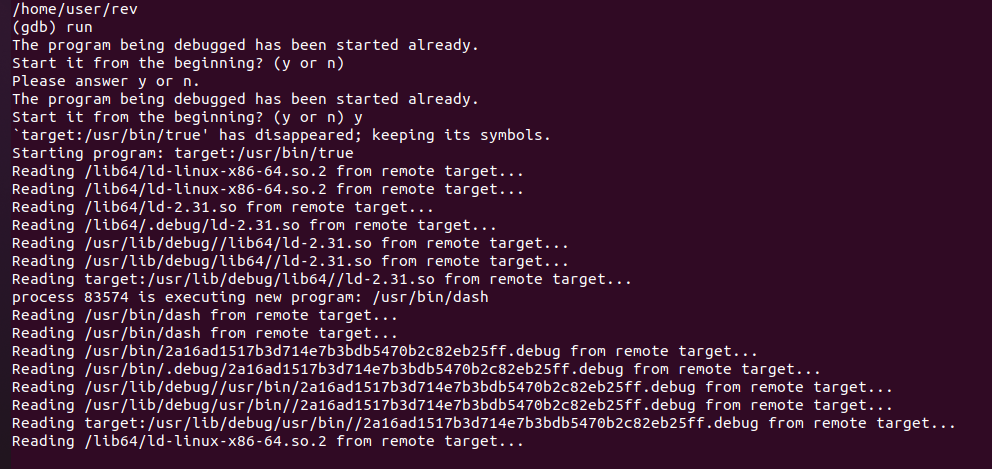 /home/user/rev
(gdb) run
The program being debugged has been started already.
Start it from the beginning? (y or n)
Please answer y or n.
The program being debugged has been started already.
Start it from the beginning? (y or n) y
`target:/usr/bin/true' has disappeared; keeping its symbols.
Starting program: target:/usr/bin/true
Reading /lib64/ld-linux-x86-64.so.2 from remote target...
Reading /lib64/ld-linux-x86-64.so.2 from remote target...
Reading /lib64/ld-2.31.so from remote target...
Reading /lib64/.debug/ld-2.31.so from remote target...
Reading /usr/lib/debug//lib64/ld-2.31.so from remote target...
Reading /usr/lib/debug/lib64//ld-2.31.so from remote target...
Reading target:/usr/lib/debug/lib64//ld-2.31.so from remote target...
process 83574 is executing new program: /usr/bin/dash
Reading /usr/bin/dash from remote target...
Reading /usr/bin/dash from remote target...
Reading /usr/bin/2a16ad1517b3d714e7b3bdb5470b2c82eb25ff.debug from remote target...
Reading /usr/bin/.debug/2a16ad1517b3d714e7b3bdb5470b2c82eb25ff.debug from remote target...
Reading /usr/lib/debug//usr/bin/2a16ad1517b3d714e7b3bdb5470b2c82eb25ff.debug from remote target...
Reading /usr/lib/debug/usr/bin//2a16ad1517b3d714e7b3bdb5470b2c82eb25ff.debug from remote target...
Reading target:/usr/lib/debug/usr/bin//2a16ad1517b3d714e7b3bdb5470b2c82eb25ff.debug from remote target...
Reading /lib64/ld-linux-x86-64.so.2 from remote target...